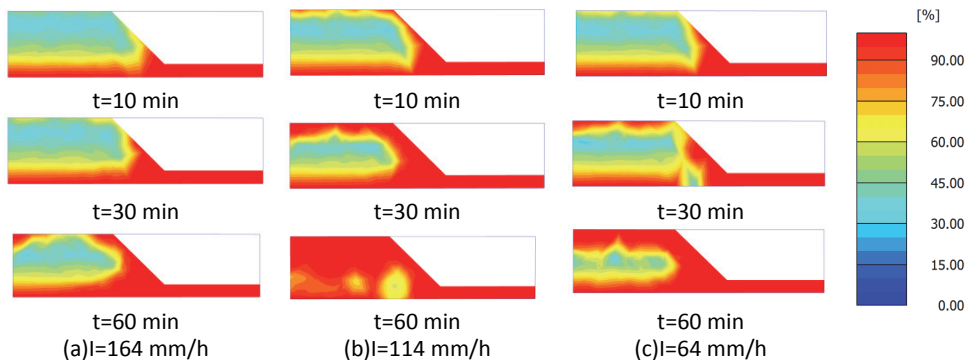 [%]
90.00
75.00
60.00
45.00
30.00
15.00
0.00
t=10 min
t=10 min
t=10 min
t=30 min
t=30 min
t=30 min
t=60 min
t=60 min
t=60 min
(a)I=164 mm/h
(b)I=114 mm/h
(c)I=64 mm/h